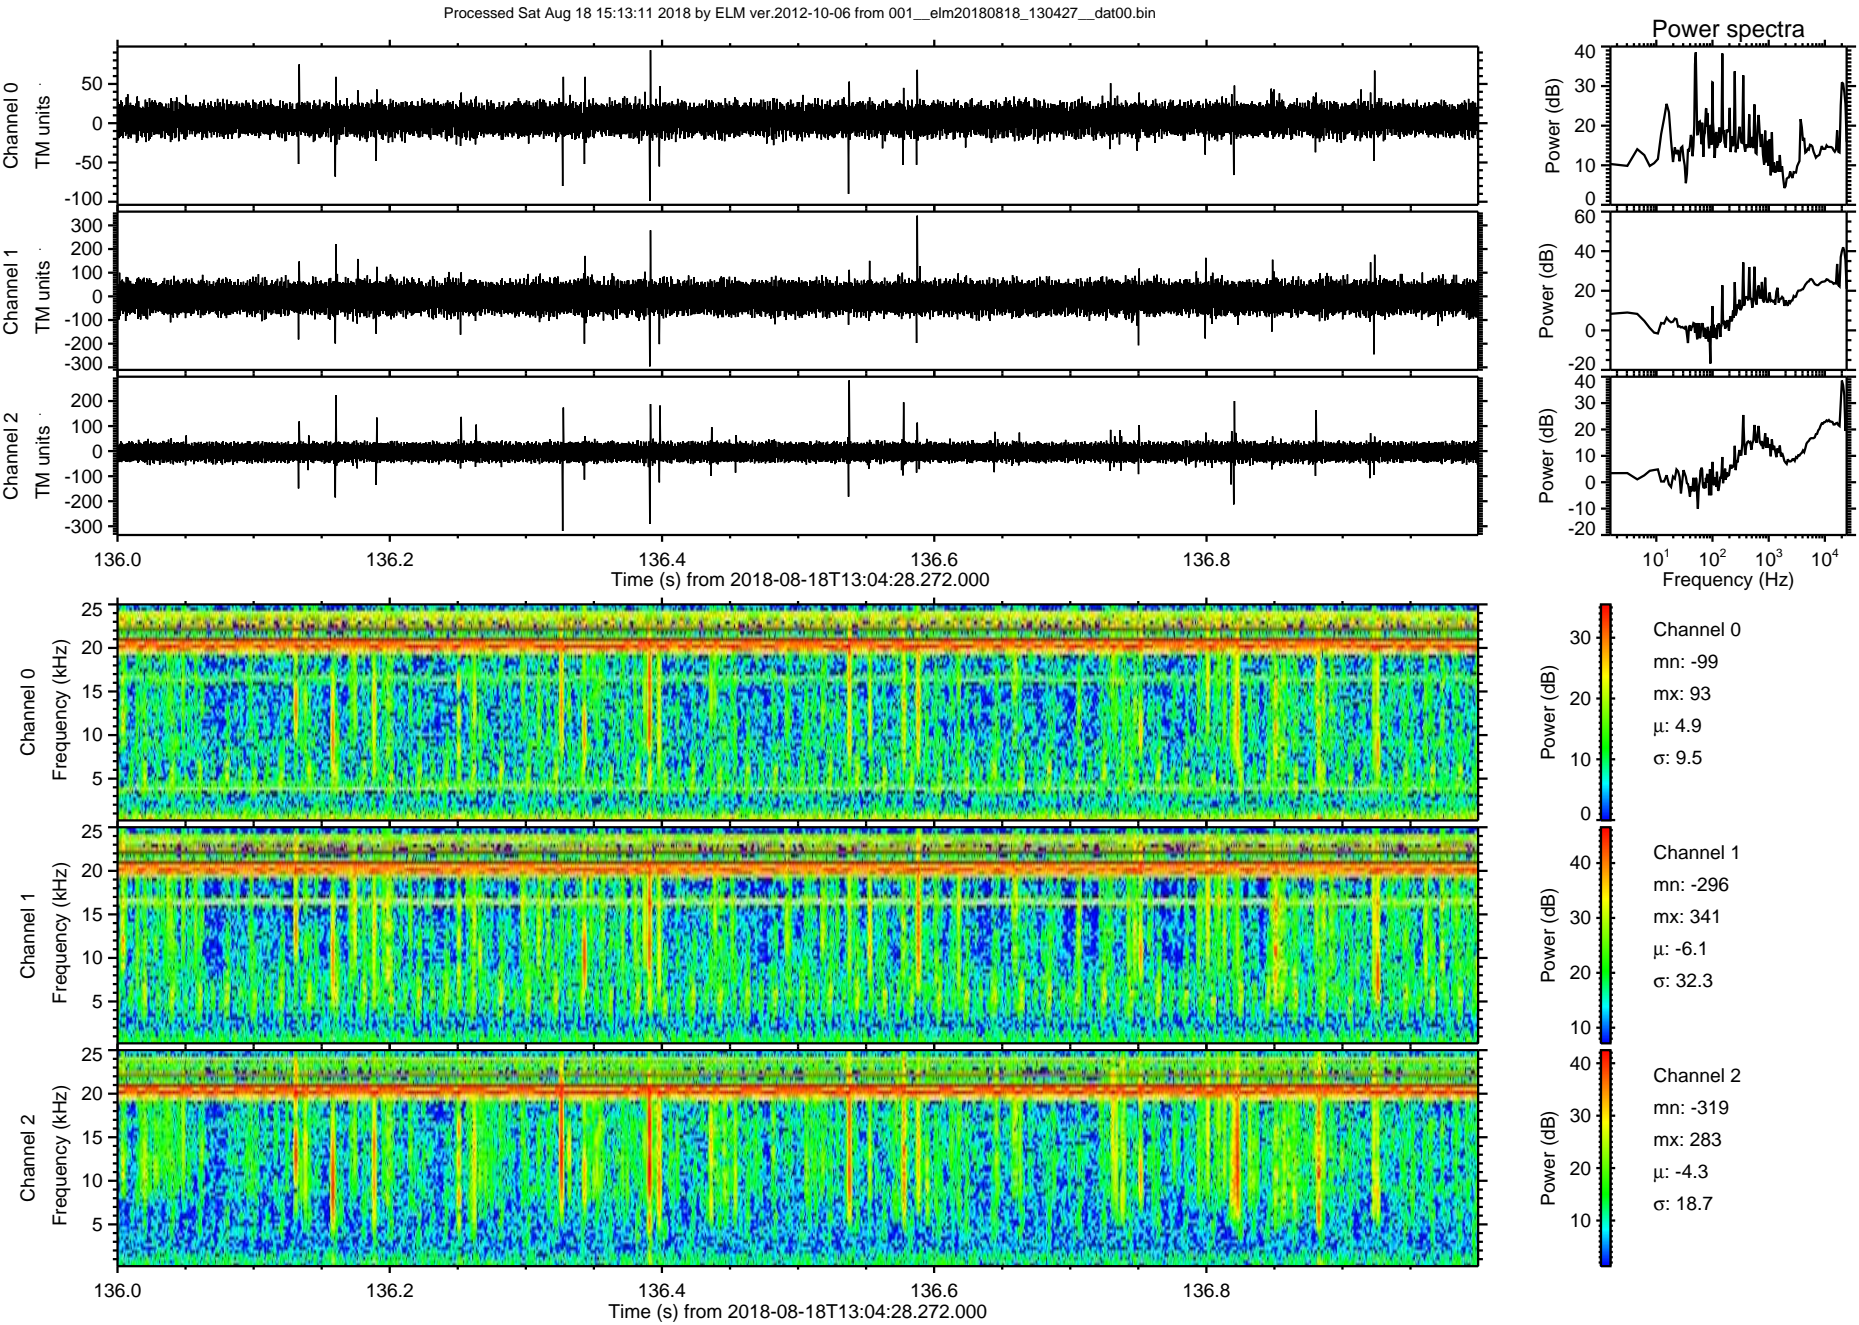 Processed Sat Aug 18 15:13:11 2018 by ELM ver.2012-10-06 from 001__elm20180818_130427__dat00.bin
Power spectra
Channel 0
TM units
50
0
-50
-100
Power (dB)
40
30
20
10
0
Channel 1
TM units
300
200
100
0
-100
-200
-300
Power (dB)
60
40
20
0
-20
Channel 2
TM units
200
100
0
-100
-200
-300
Power (dB)
40
30
20
10
0
-10
-20
136.0 136.2 136.4 136.6 136.8
Time (s) from 2018-08-18T13:04:28.272.000
10¹ 10² 10³ 10⁴
Frequency (Hz)
Channel 0
Frequency (kHz)
25
20
15
10
5
Power (dB)
30
20
10
0
Channel 0
mn: -99
mx: 93
μ: 4.9
σ: 9.5
Channel 1
Frequency (kHz)
25
20
15
10
5
Power (dB)
40
30
20
10
Channel 1
mn: -296
mx: 341
μ: -6.1
σ: 32.3
Channel 2
Frequency (kHz)
25
20
15
10
5
Power (dB)
40
30
20
10
Channel 2
mn: -319
mx: 283
μ: -4.3
σ: 18.7
136.0 136.2 136.4 136.6 136.8
Time (s) from 2018-08-18T13:04:28.272.000